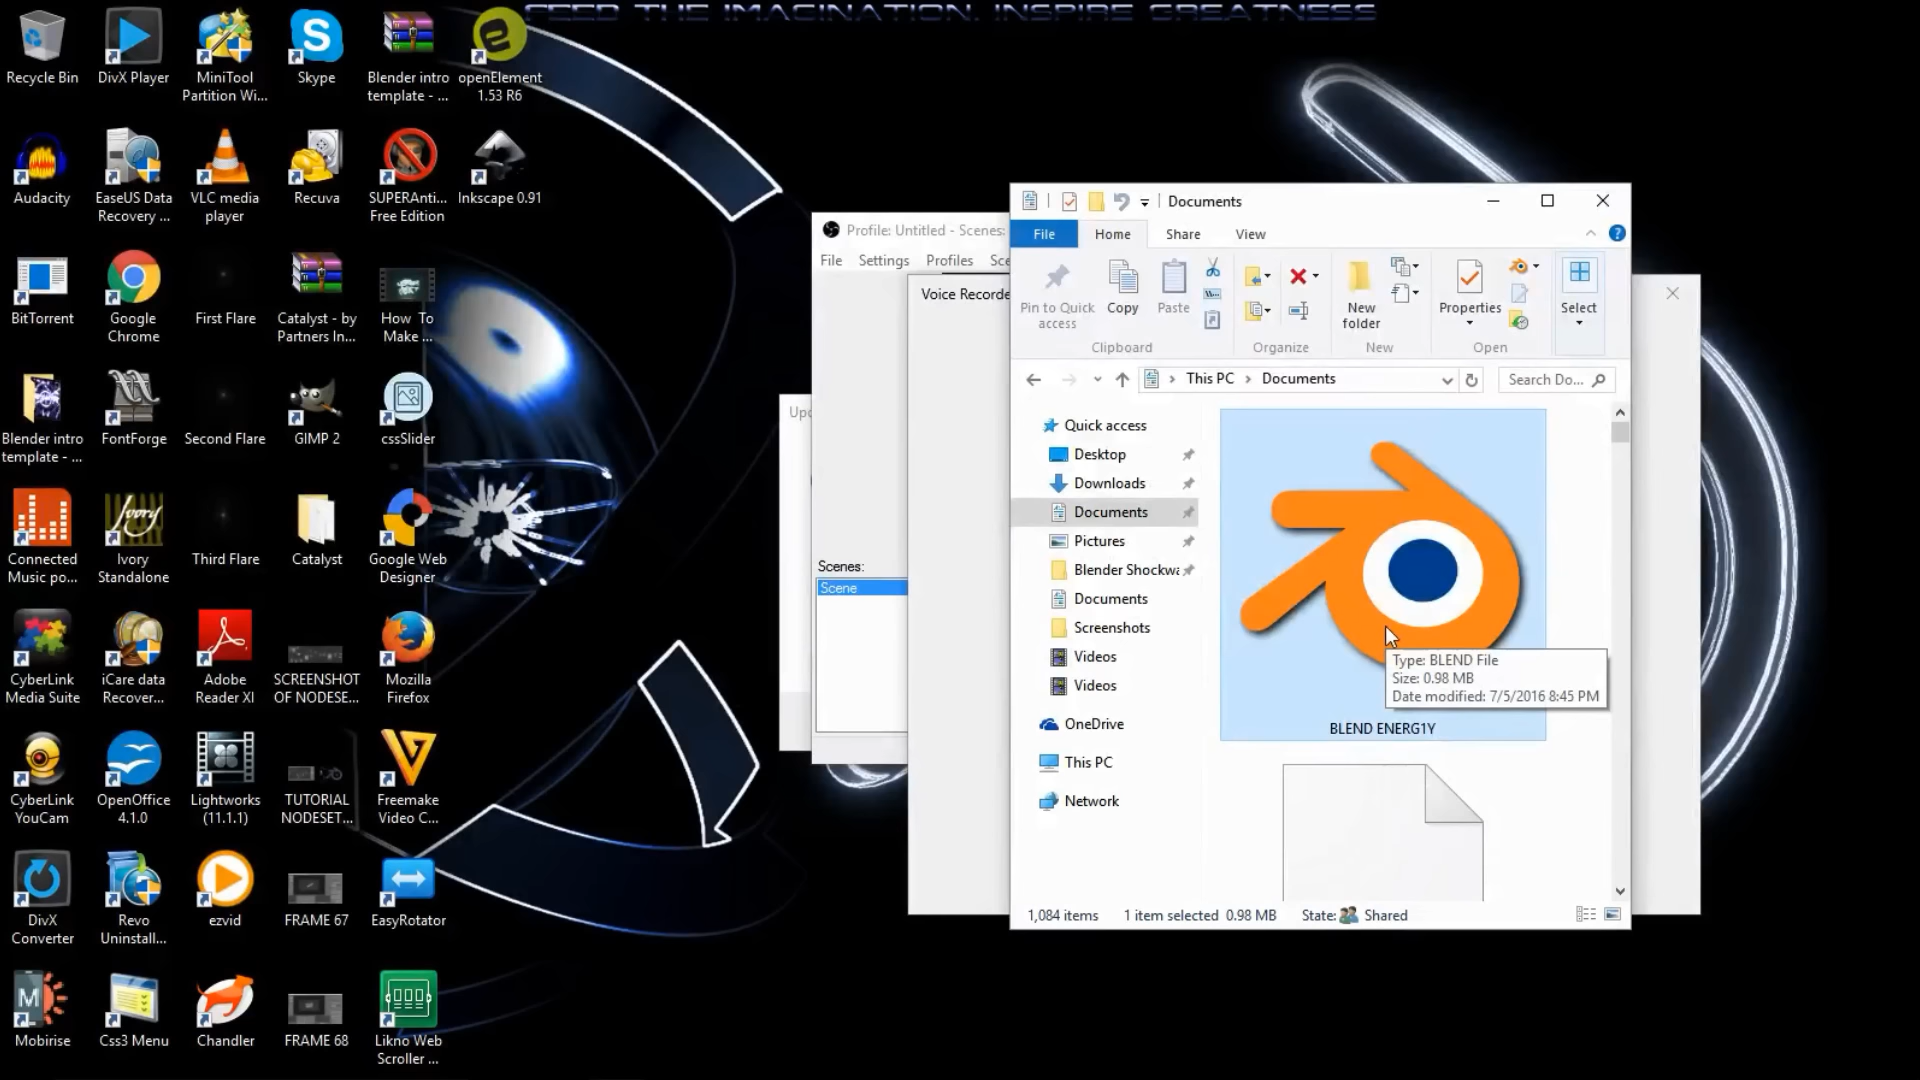 FEED THE IMAGINATION. INSPIRE GREATNESS
Recycle Bin
DivX Player
MiniTool
Partition Wi...
Skype
Blender intro
template - ...
openElement
1.53 R6
Audacity
EaseUS Data
Recovery ...
VLC media
player
Recuva
SUPERAnti...
Free Edition
Inkscape 0.91
BitTorrent
Google
Chrome
First Flare
Catalyst - by
Partners In...
How To
Make ...
Blender intro
template - ...
FontForge
Second Flare
GIMP 2
cssSlider
Connected
Music po...
Ivory
Ivory
Standalone
Third Flare
Catalyst
Google Web
Designer
CyberLink
Media Suite
iCare data
Recover...
Adobe
Reader XI
SCREENSHOT
OF NODESE...
Mozilla
Firefox
CyberLink
YouCam
OpenOffice
4.1.0
Lightworks
(11.1.1)
TUTORIAL
NODESET...
Freemake
Video C...
DivX
Converter
Revo
Uninstall...
ezvid
FRAME 67
EasyRotator
Mobirise
Css3 Menu
Chandler
FRAME 68
Likno Web
Scroller ...
Upd
Profile: Untitled - Scenes:
File Settings Profiles Sce
Scenes:
Scene
Voice Recorde
Documents
File Home Share View
Pin to Quick
access
Copy
Paste
New
folder
Properties
Select
Clipboard Organize New Open
This PC > Documents
Search Do...
Quick access
Desktop
Downloads
Documents
Pictures
Blender Shockwa
Documents
Screenshots
Videos
Videos
OneDrive
This PC
Network
Type: BLEND File
Size: 0.98 MB
Date modified: 7/5/2016 8:45 PM
BLEND ENERG1Y
1,084 items 1 item selected 0.98 MB State: Shared